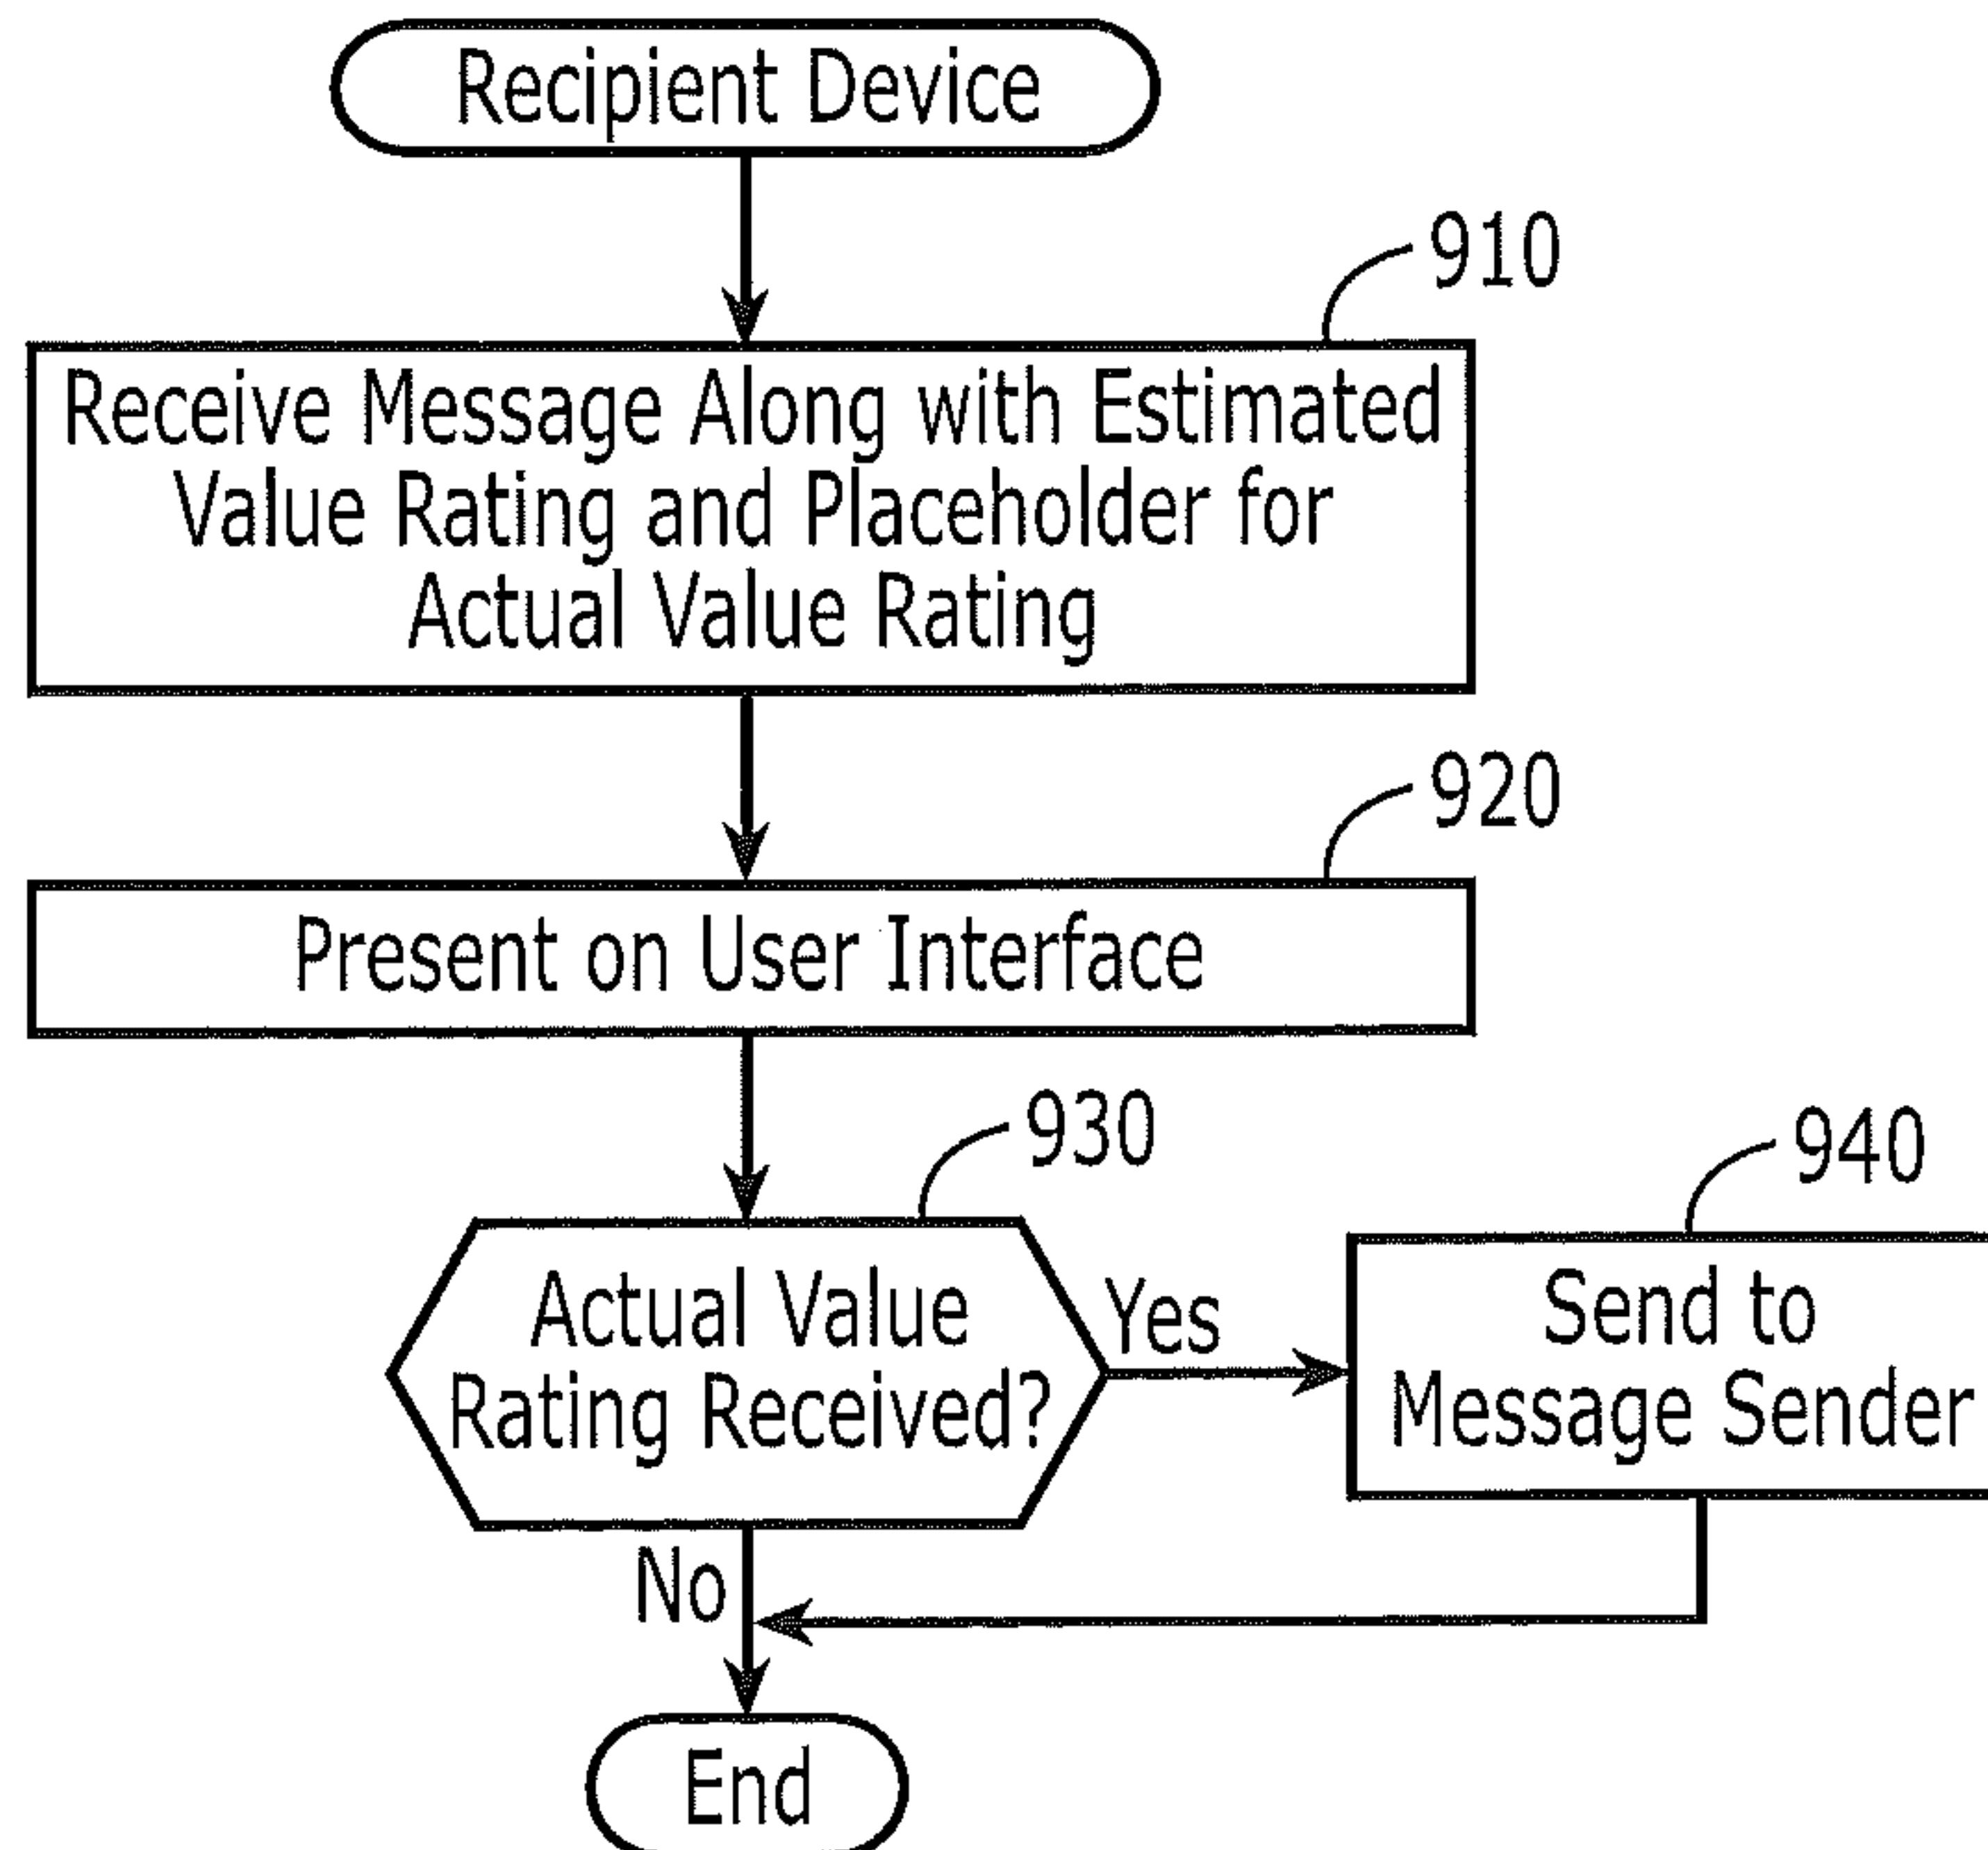 Recipient Device
910
Receive Message Along with Estimated
Value Rating and Placeholder for
Actual Value Rating
920
Present on User Interface
930
940
Actual Value
Rating Received?
Yes
Send to
Message Sender
No
End